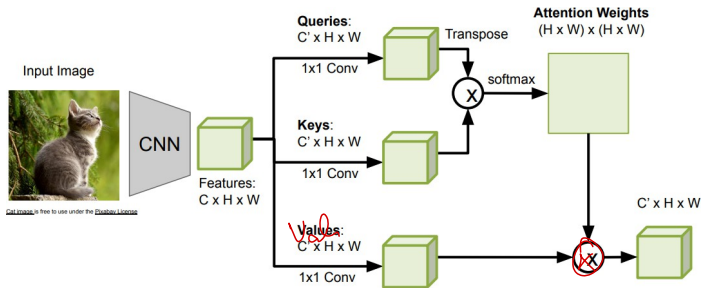 Queries:
C' x H x W
1x1 Conv
Transpose
Attention Weights
(H x W) x (H x W)
Input Image
softmax
X
CNN
Keys:
C' x H x W
1x1 Conv
Features:
C x H x W
Cat image is free to use under the Pixabay License
Values:
C' x H x W
1x1 Conv
X
C' x H x W